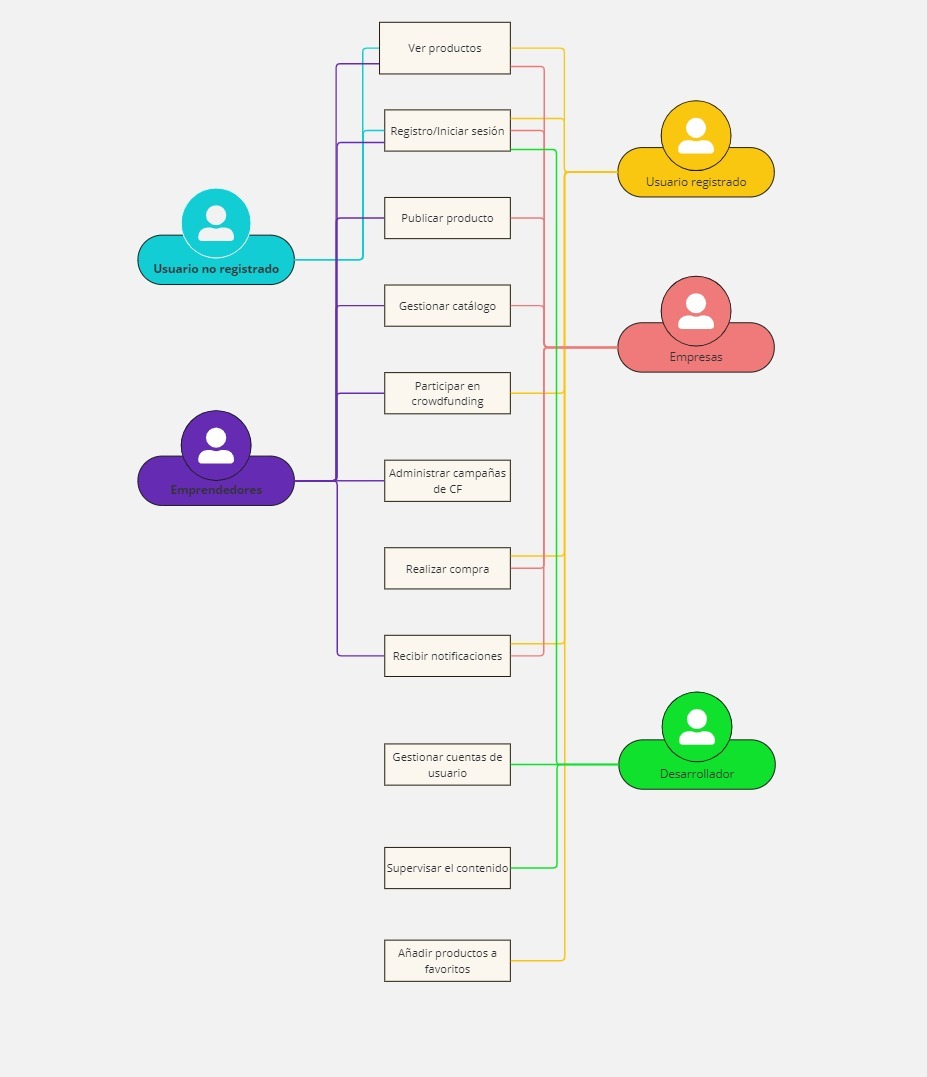 Ver productos
Registro/Iniciar sesión
Usuario registrado
Publicar producto
Usuario no registrado
Gestionar catálogo
Empresas
Participar en
crowdfunding
Administrar campañas
de CF
Emprendedores
Realizar compra
Recibir notificaciones
Gestionar cuentas de
usuario
Desarrollador
Supervisar el contenido
Añadir productos a
favoritos